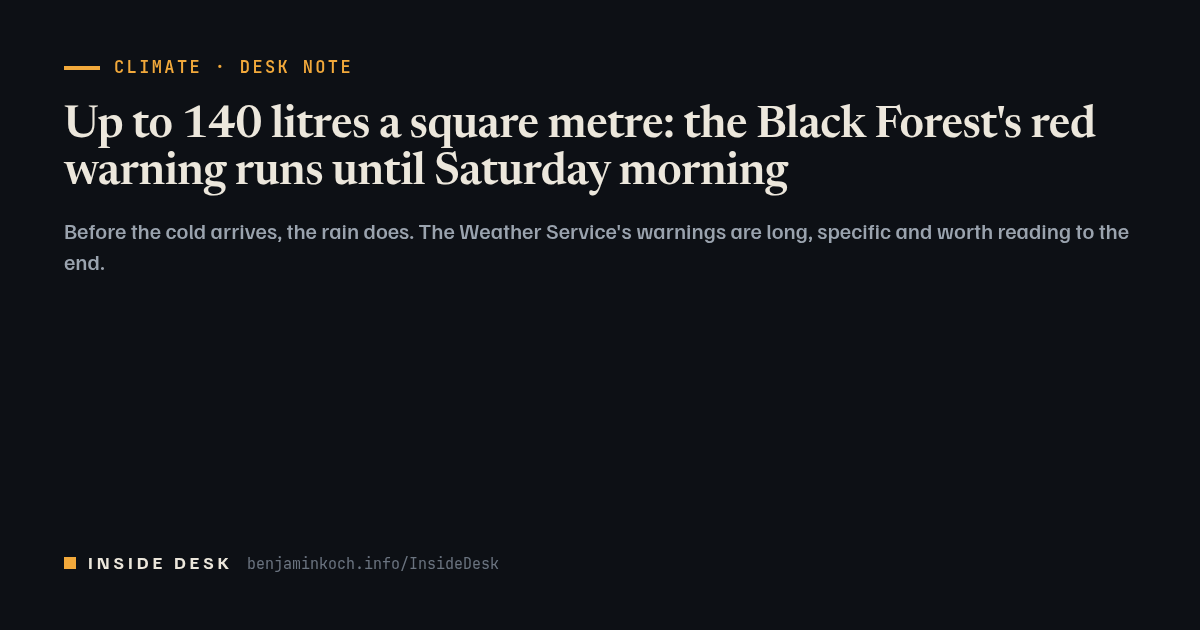 CLIMATE · DESK NOTE
Up to 140 litres a square metre: the Black Forest's red
warning runs until Saturday morning
Before the cold arrives, the rain does. The Weather Service's warnings are long, specific and worth reading to the
end.
INSIDE DESK benjaminkoch.info/InsideDesk